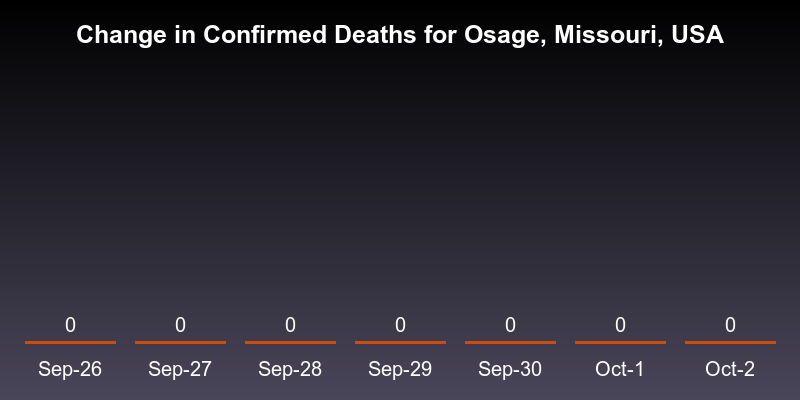 Change in Confirmed Deaths for Osage, Missouri, USA
0 0 0 0 0 0 0
Sep-26 Sep-27 Sep-28 Sep-29 Sep-30 Oct-1 Oct-2